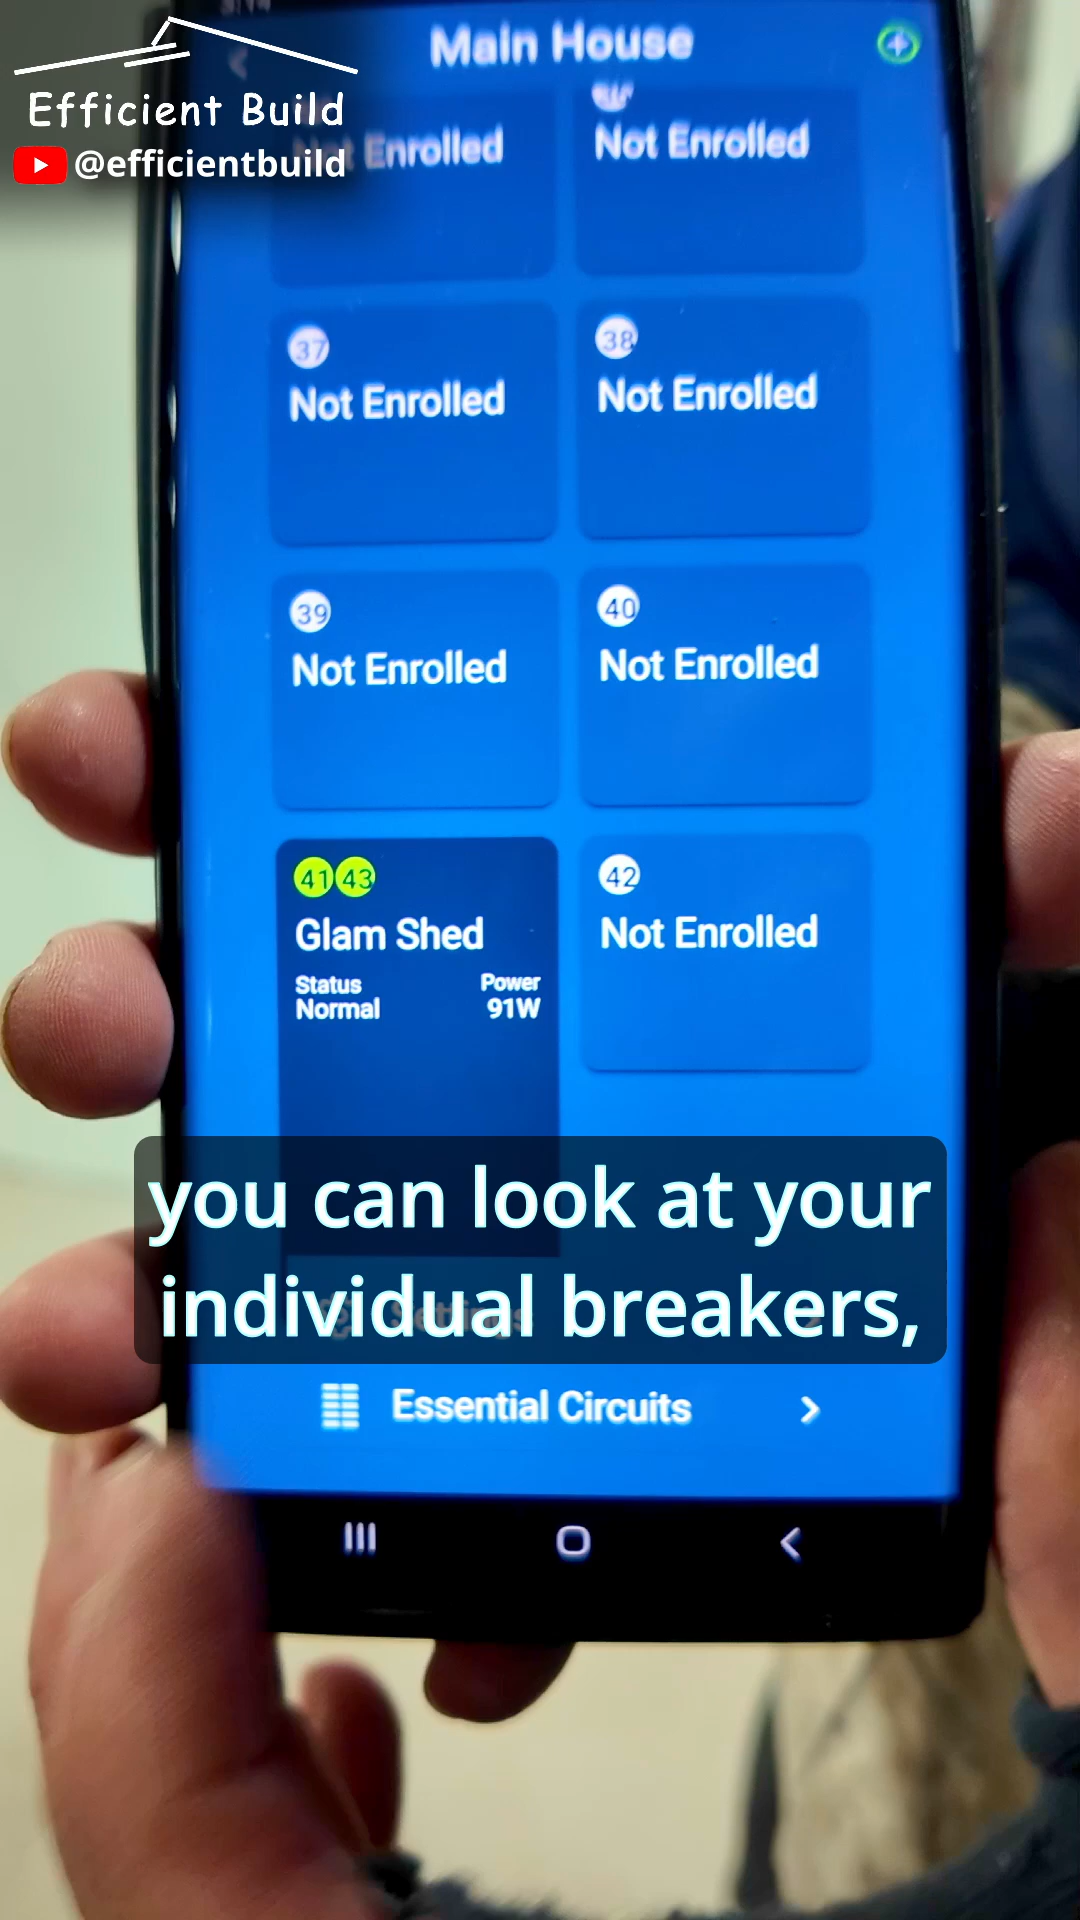 Main House
Efficient Build
@efficientbuild
Not Enrolled
Not Enrolled
37
Not Enrolled
38
Not Enrolled
39
Not Enrolled
40
Not Enrolled
41 43
Glam Shed
Status
Normal
Power
91W
42
Not Enrolled
you can look at your
individual breakers,
Settings
Essential Circuits